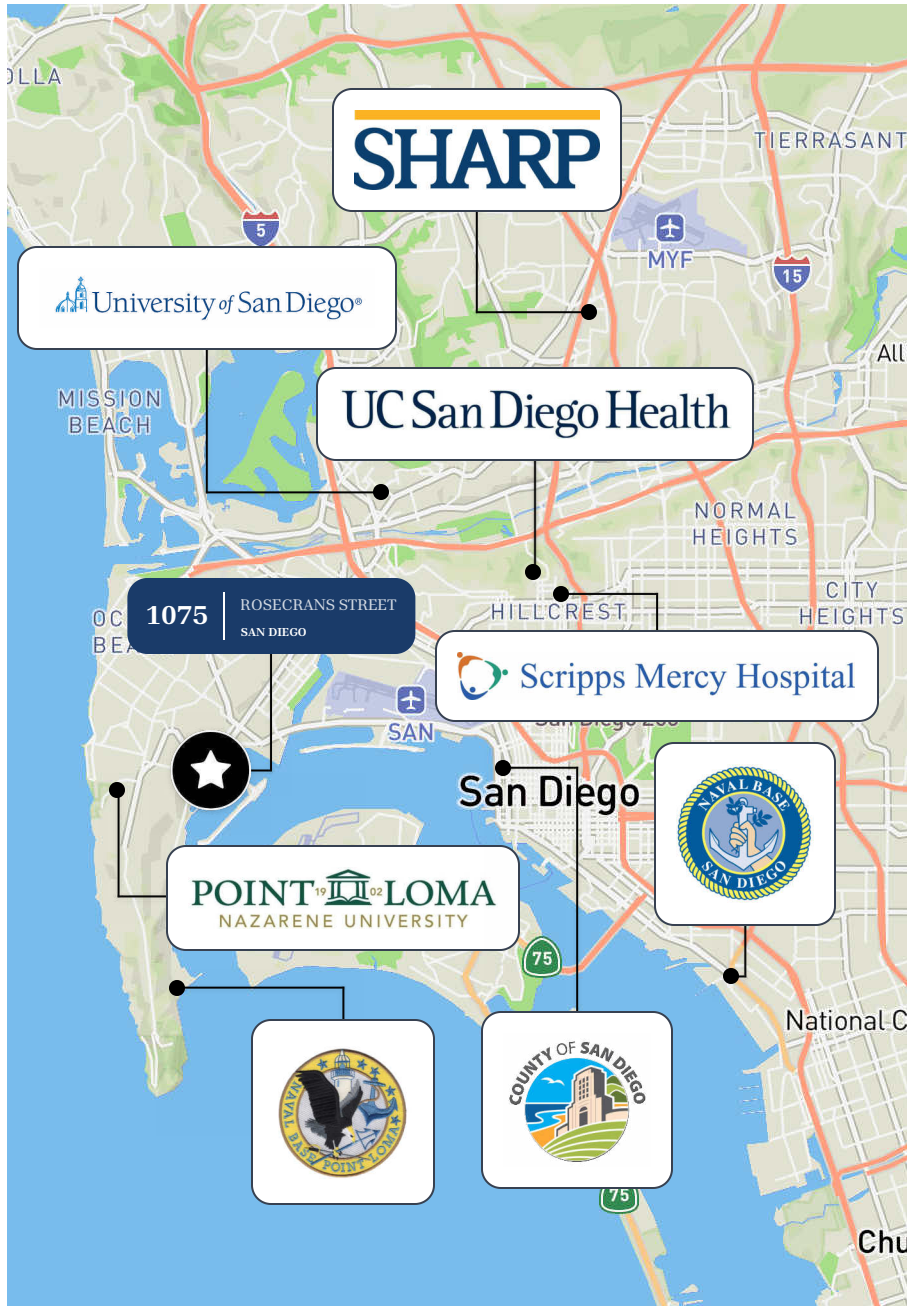 OLLA
SHARP
TIERRASANT
5
MYF
15
University of San Diego®
All
MISSION
BEACH
UC San Diego Health
NORMAL
HEIGHTS
1075
ROSECRANS STREET
SAN DIEGO
OC
BEA
HILLCREST
CITY
HEIGHTS
Scripps Mercy Hospital
SAN
San Diego Zoo
San Diego
NAVAL BASE
SAN DIEGO
POINT 1902 LOMA
NAZARENE UNIVERSITY
75
National C
COUNTY OF SAN DIEGO
NAVAL BASE POINT LOMA
75
Chu